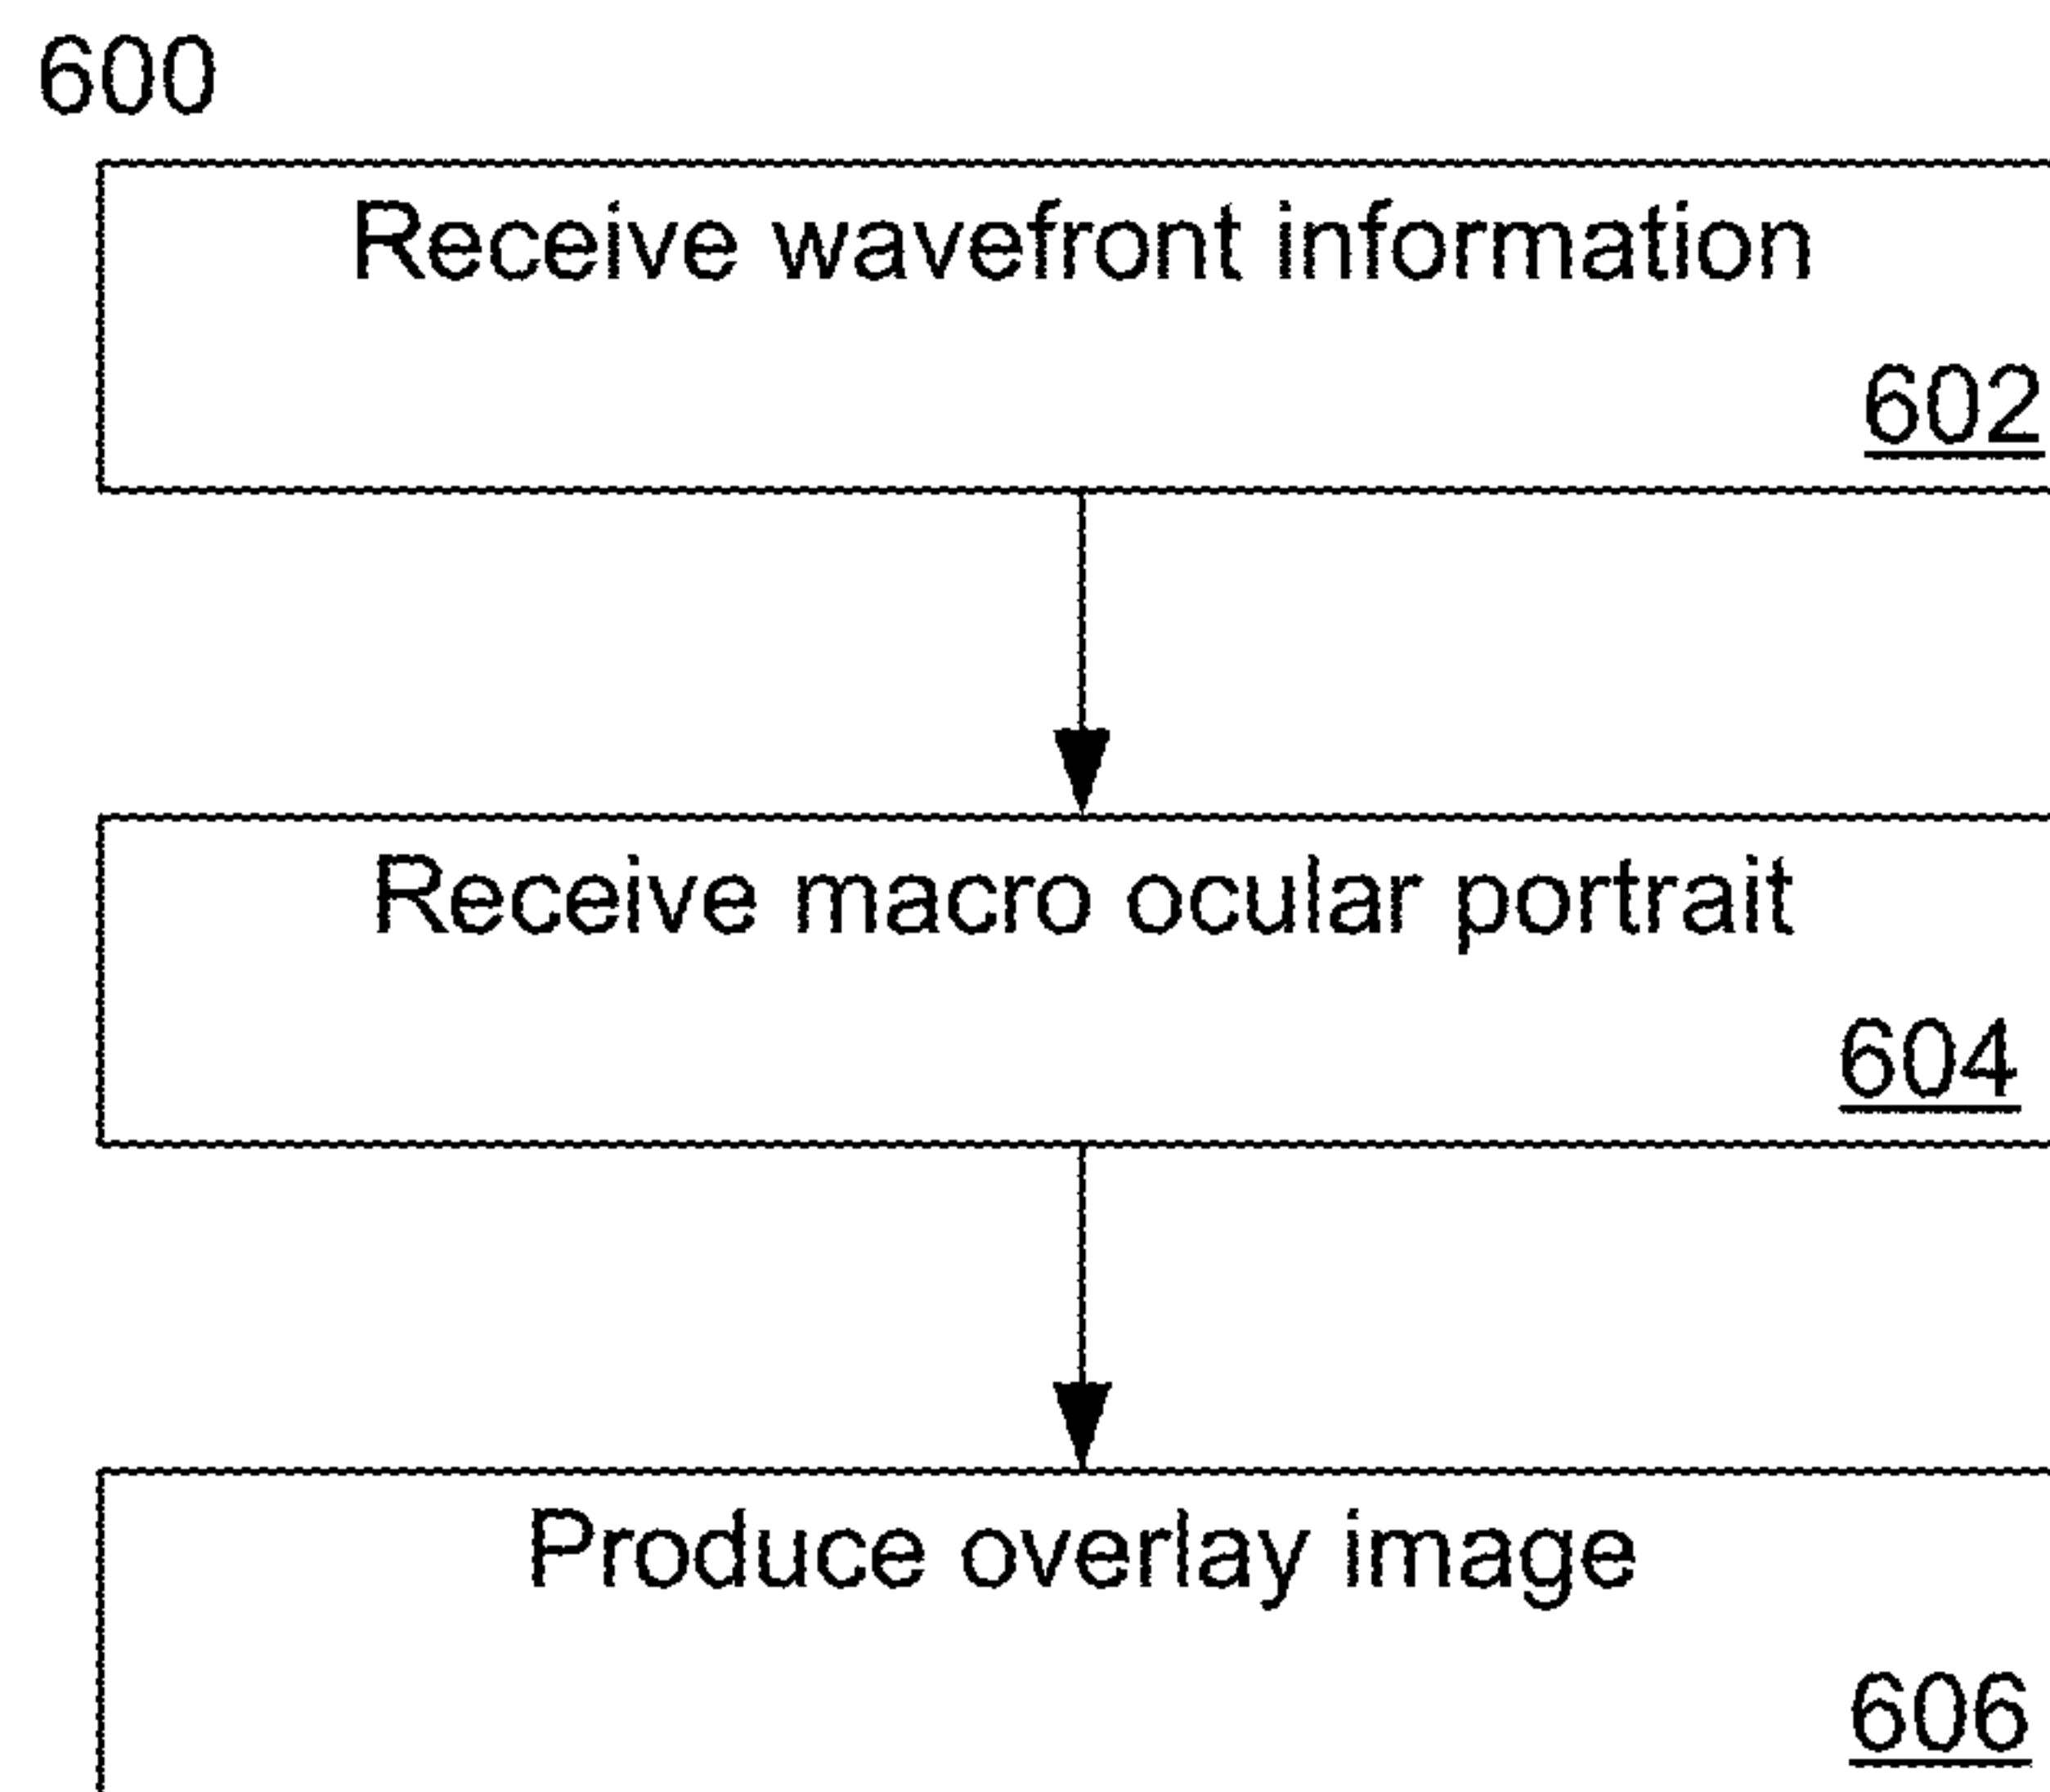 600
Receive wavefront information
602
Receive macro ocular portrait
604
Produce overlay image
606